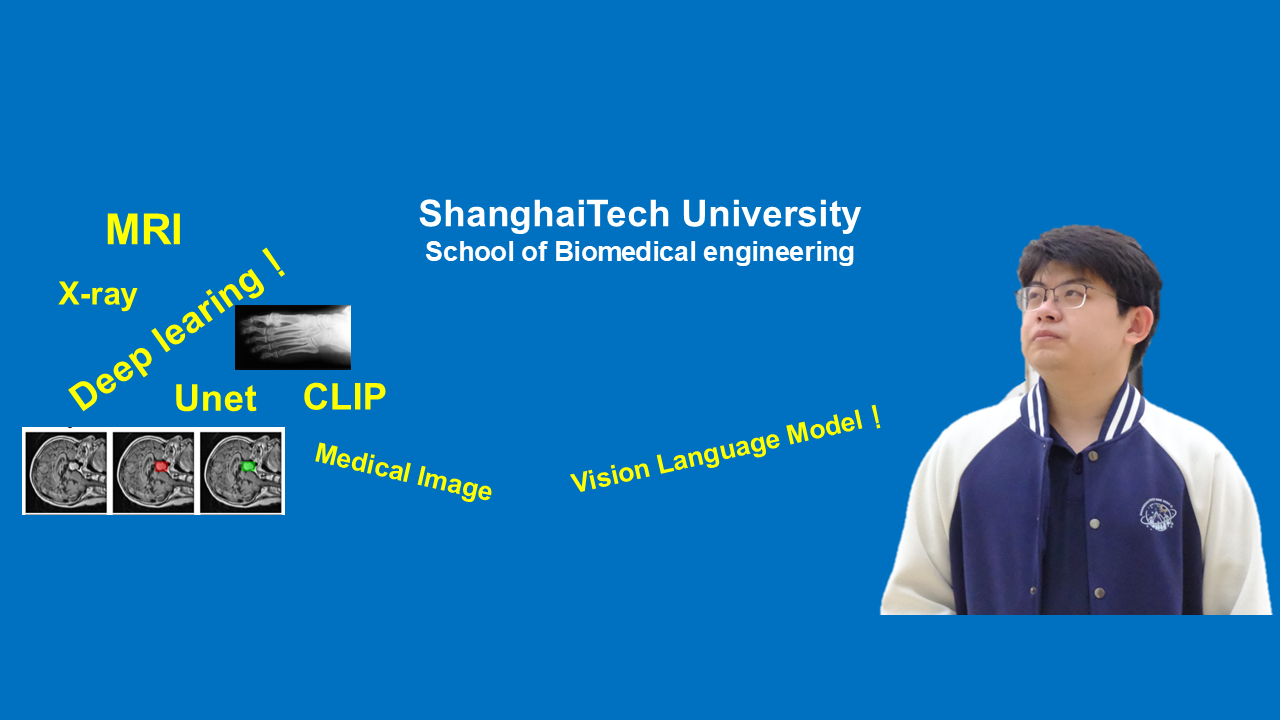 ShanghaiTech University
School of Biomedical engineering
MRI
X-ray
Deep learing！
Unet
CLIP
Medical Image
Vision Language Model！